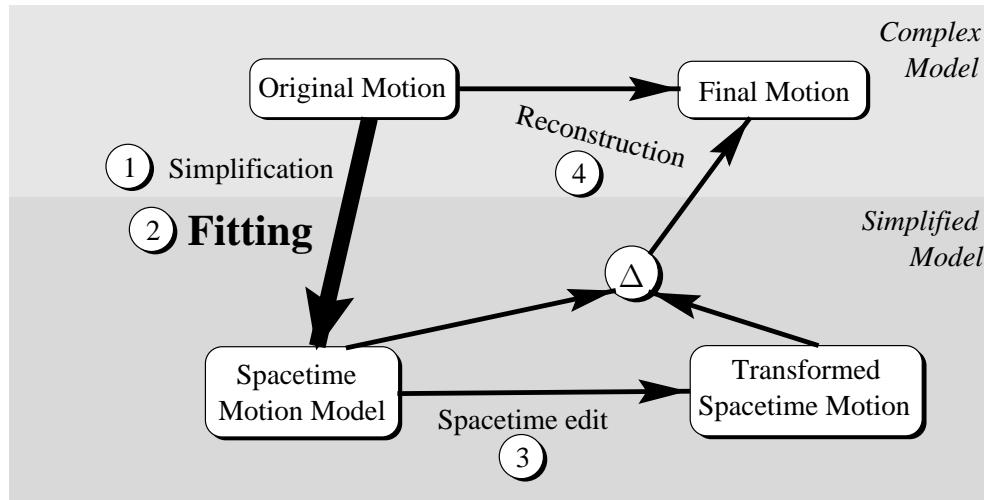 Complex
Model
Original Motion
Final Motion
Reconstruction
1 Simplification
4
2 Fitting
Simplified
Model
Δ
Spacetime
Motion Model
Transformed
Spacetime Motion
Spacetime edit
3